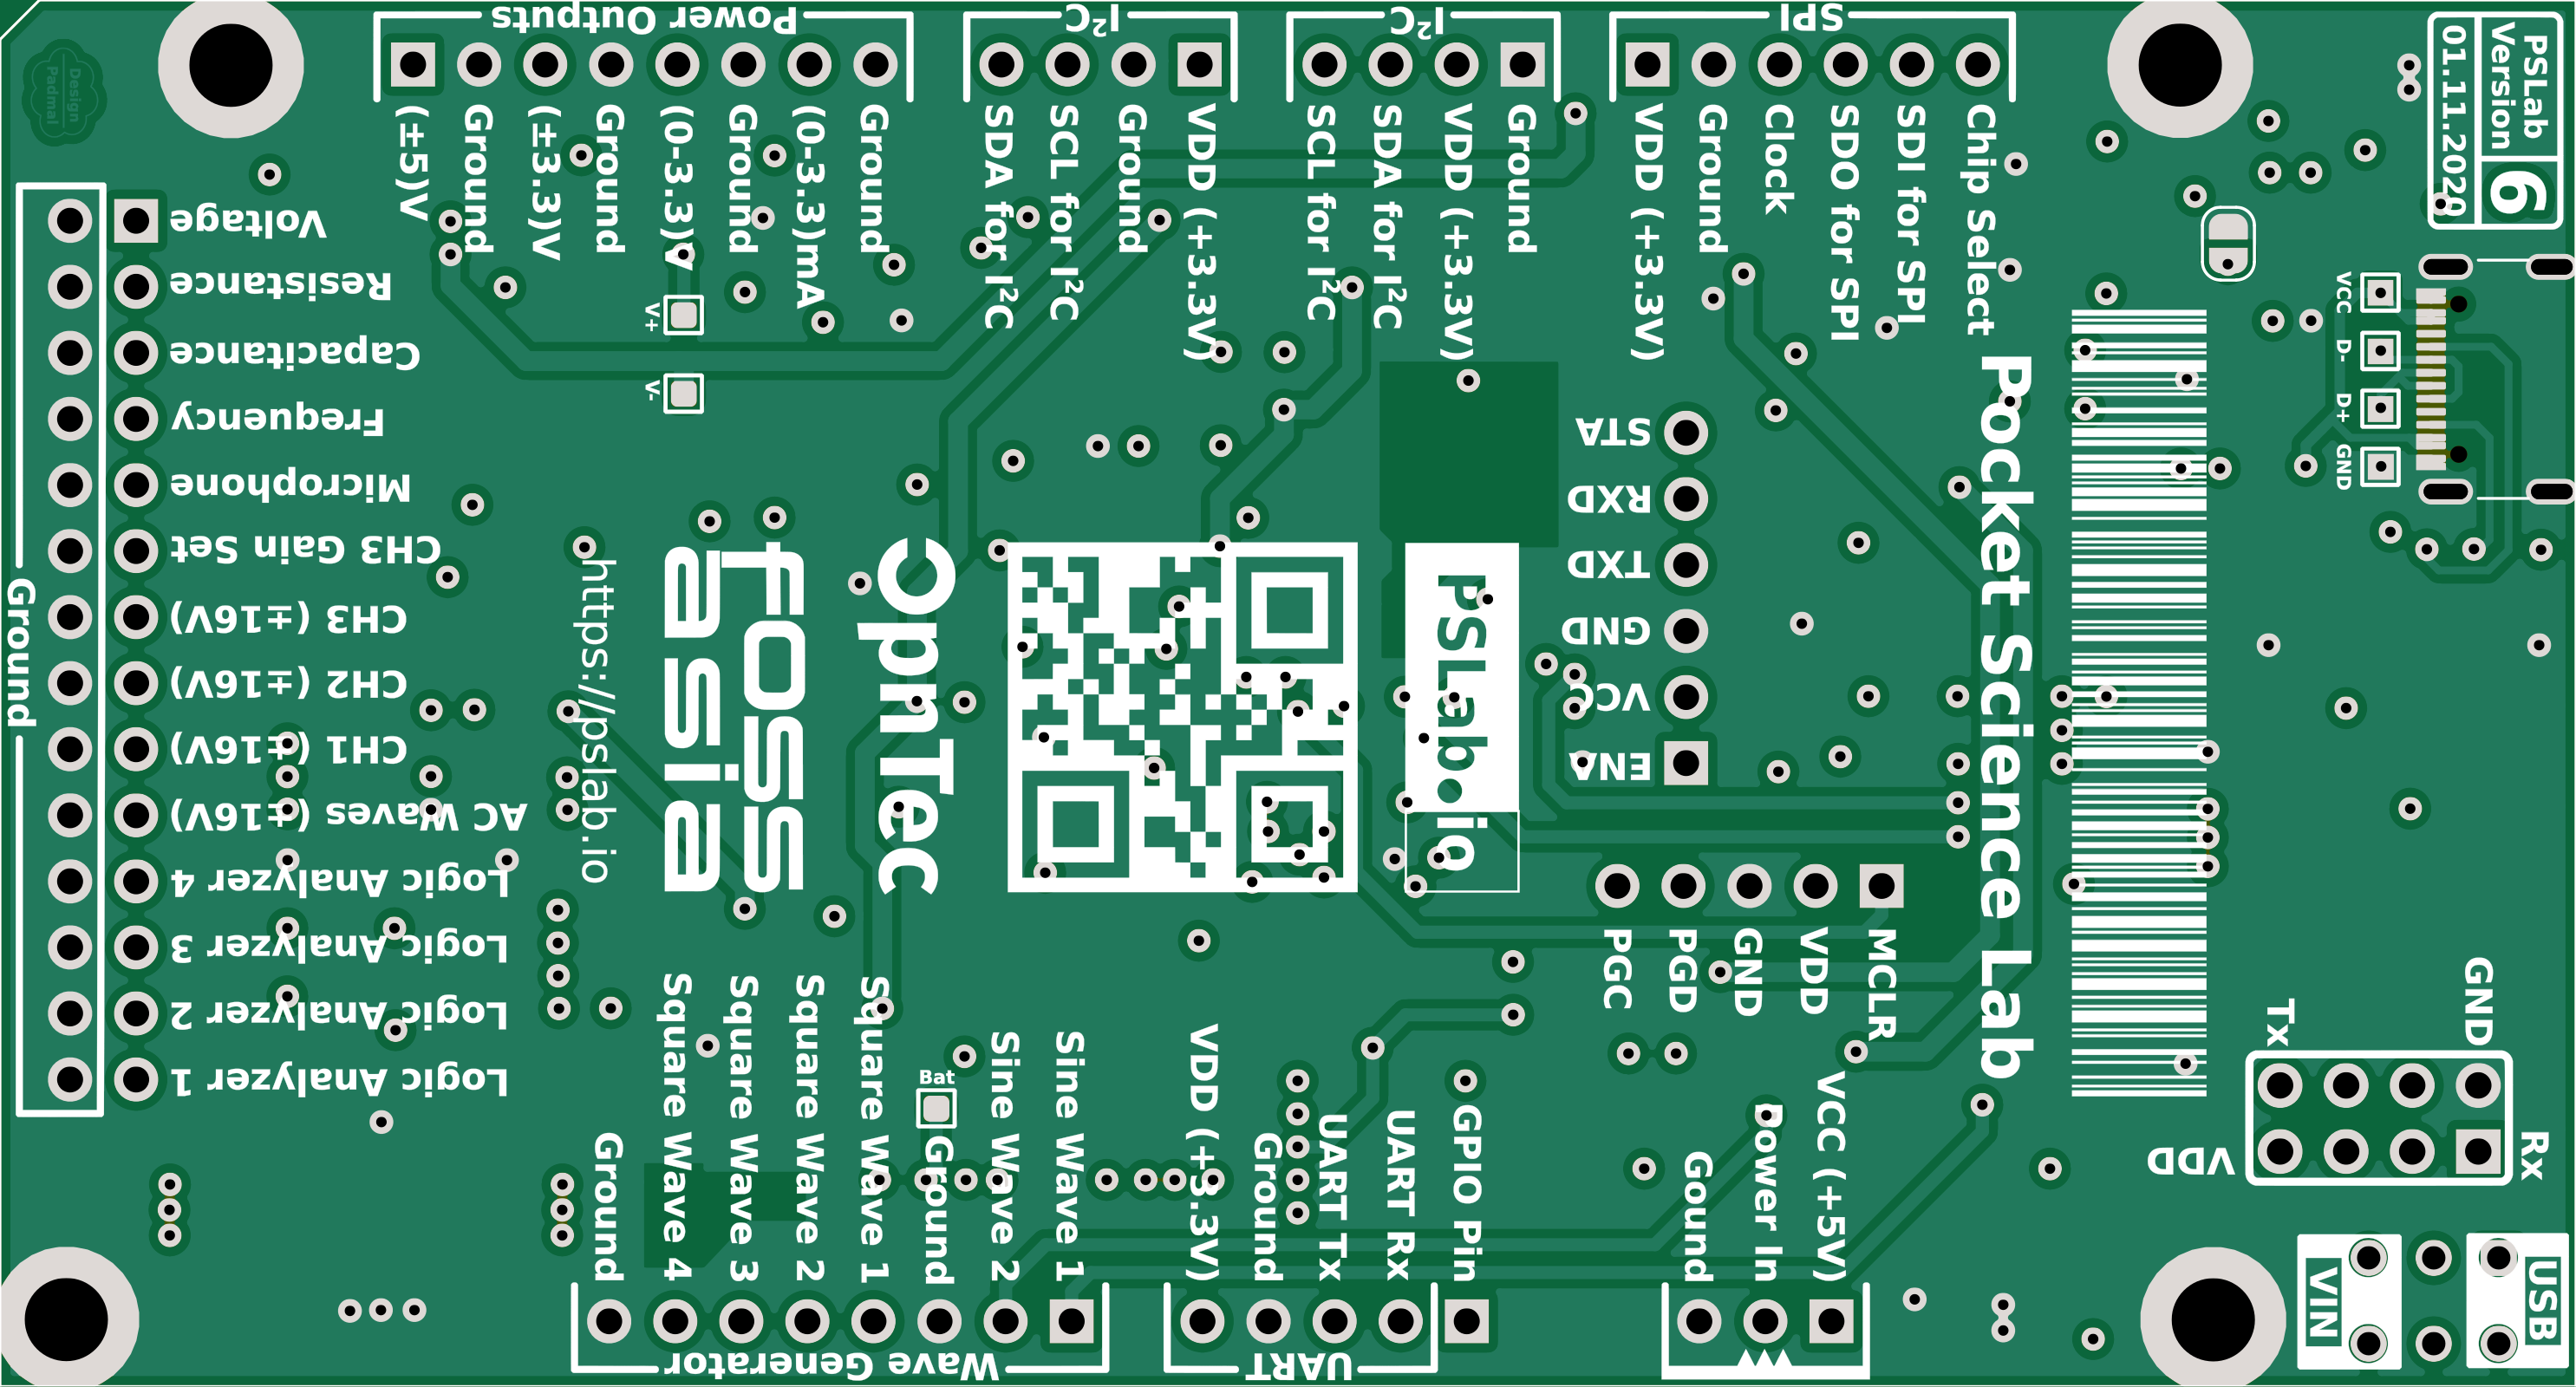 Power Outputs
I²C
I²C
SPI
Design
Padmal
(±5)V
Ground
(±3.3)V
Ground
(0-3.3)V
Ground
(0-3.3)mA
Ground
SDA for I²C
SCL for I²C
Ground
VDD (+3.3V)
SCL for I²C
SDA for I²C
VDD (+3.3V)
Ground
VDD (+3.3V)
Ground
Clock
SDO for SPI
SDI for SPI
Chip Select
PSLab
Version
01.11.2020
6
Voltage
Resistance
Capacitance
Frequency
Microphone
CH3 Gain Set
CH3 (±16V)
CH2 (±16V)
CH1 (±16V)
AC Waves (±16V)
Logic Analyzer 4
Logic Analyzer 3
Logic Analyzer 2
Logic Analyzer 1
Ground
V+
V-
VCC
D-
D+
GND
STA
RXD
TXD
GND
VCC
ENA
https://pslab.io
fossasia
OpnTec
PSLab.io
Pocket Science Lab
PGC
PGD
GND
VDD
MCLR
Ground
Square Wave 4
Square Wave 3
Square Wave 2
Square Wave 1
Bat
Ground
Sine Wave 2
Sine Wave 1
VDD (+3.3V)
Ground
UART Tx
UART Rx
GPIO Pin
Gound
Power In
VCC (+5V)
Tx
GND
VDD
Rx
VIN
USB
Wave Generator
UART